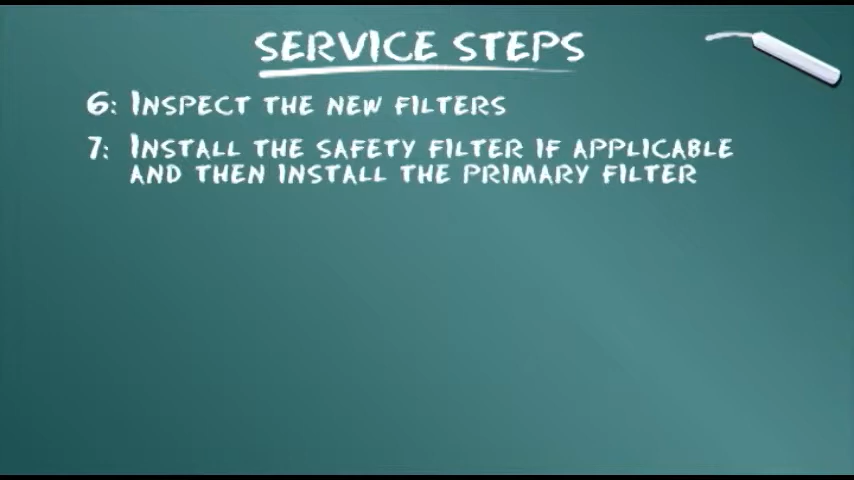 SERVICE STEPS
6: INSPECT THE NEW FILTERS
7: INSTALL THE SAFETY FILTER IF APPLICABLE
AND THEN INSTALL THE PRIMARY FILTER